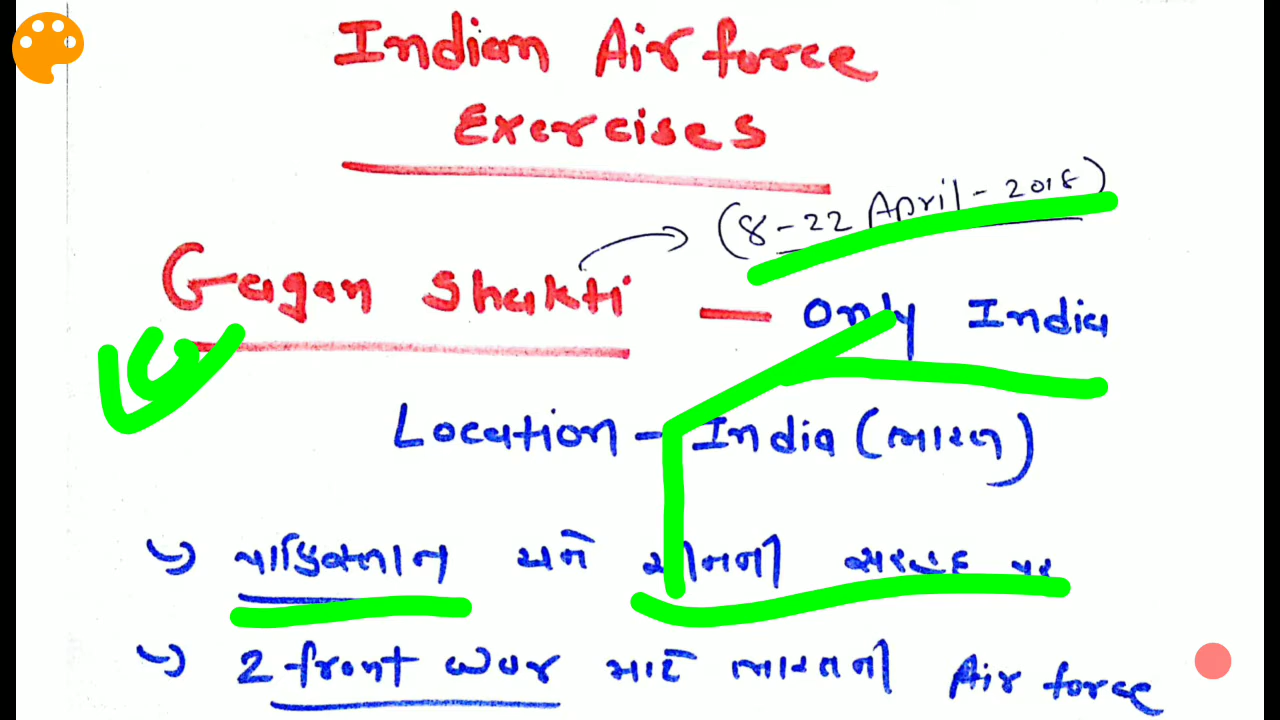 Indian Air force
Exercises
(8-22 April - 2018)
Gagan Shakti — Only India
Location - India (ભારત)
→ પાકિસ્તાન અને ચીનની સરહદ પર
→ 2 front war માટે ભારતની Air force